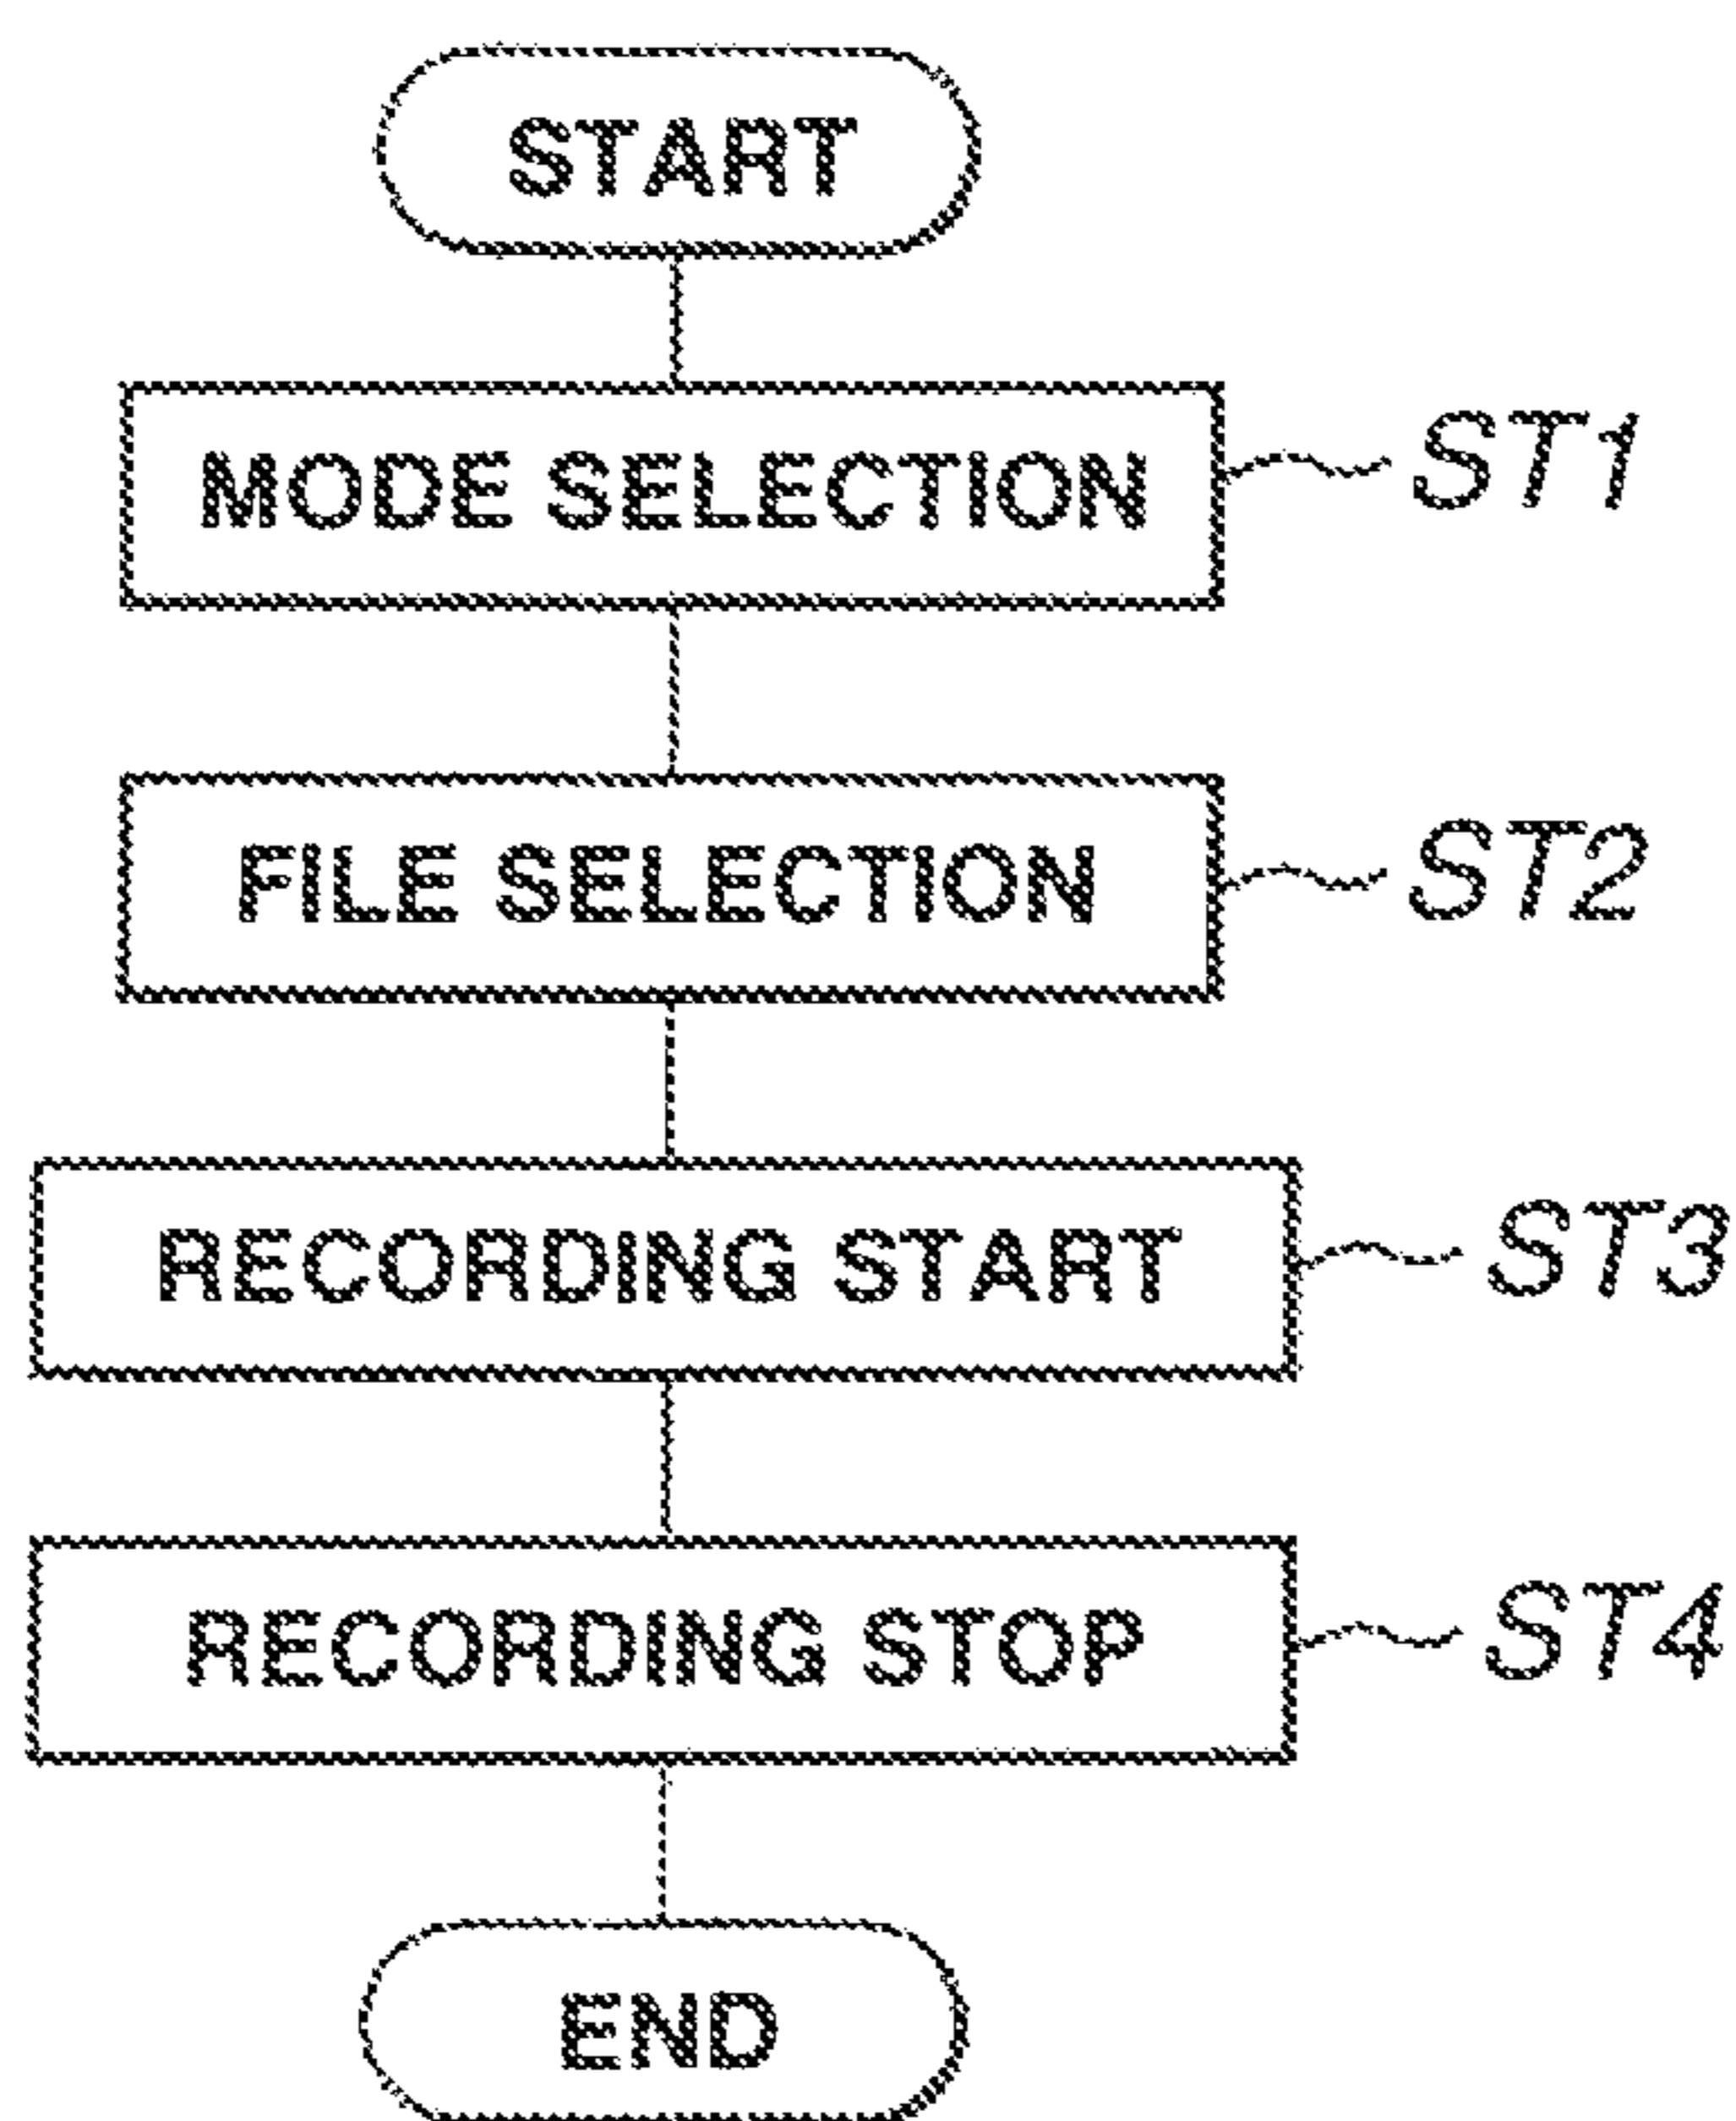 START
MODE SELECTION ST1
FILE SELECTION ST2
RECORDING START ST3
RECORDING STOP ST4
END